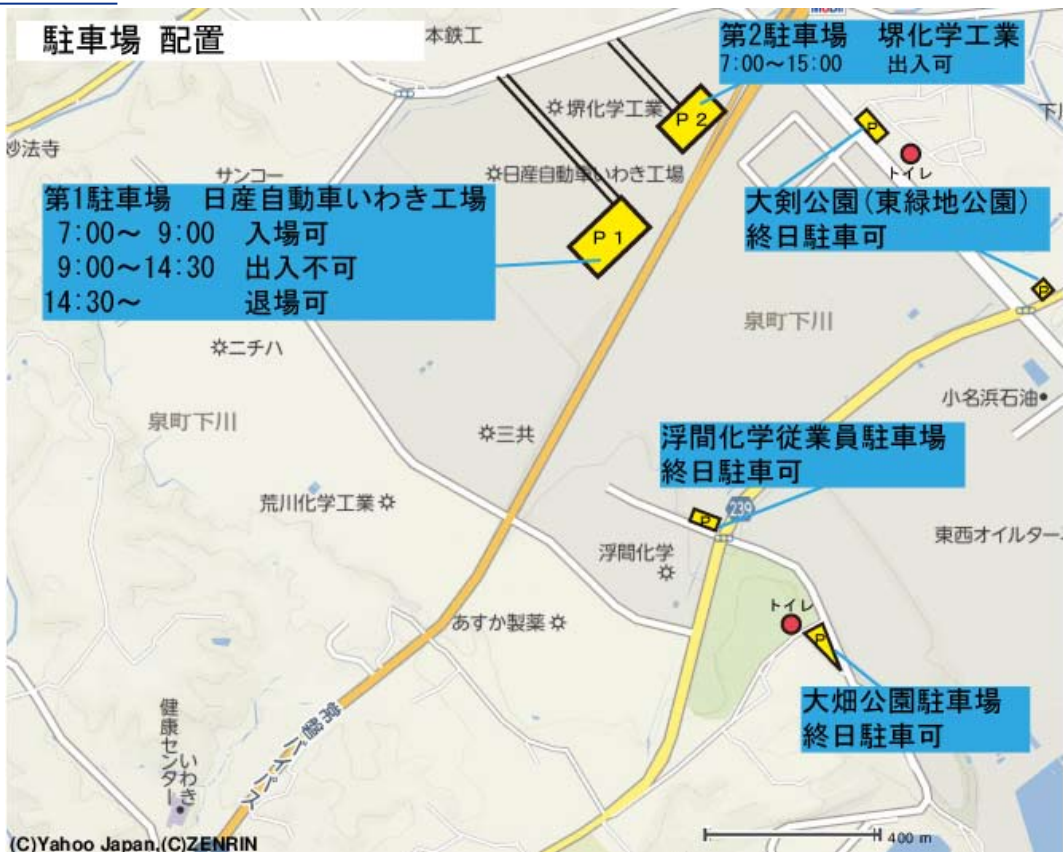 Mobil
駐車場 配置
本鉄工
第2駐車場 堺化学工業
7:00～15:00 出入可
堺化学工業
P 2
P
下川
妙法寺
サンコー
日産自動車いわき工場
トイレ
第1駐車場 日産自動車いわき工場
7:00～ 9:00 入場可
9:00～14:30 出入不可
14:30～ 退場可
P 1
大剣公園(東緑地公園)
終日駐車可
P
泉町下川
ニチハ
小名浜石油
泉町下川
三共
浮間化学従業員駐車場
終日駐車可
荒川化学工業
P
239
東西オイルター
浮間化学
トイレ
あすか製薬
P
大畑公園駐車場
終日駐車可
常磐バイパス
いわき
健康センター
(C)Yahoo Japan,(C)ZENRIN
400 m